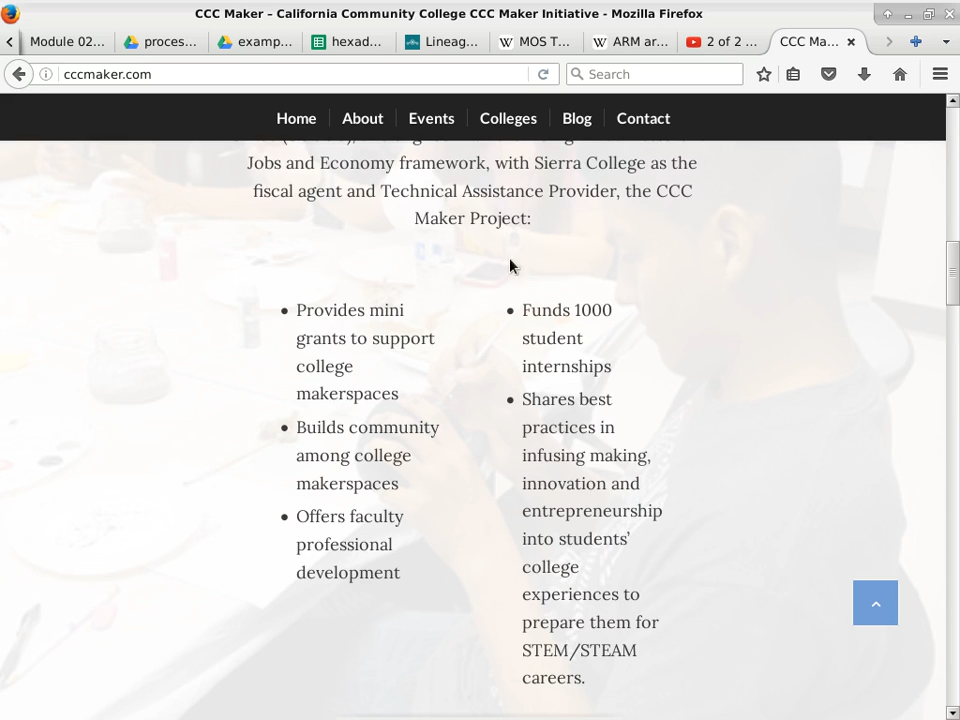 CCC Maker – California Community College CCC Maker Initiative - Mozilla Firefox
Module 02...
proces...
examp...
hexad...
Lineag...
MOS T...
ARM ar...
2 of 2 ...
CCC Ma...
cccmaker.com
Search
Home
About
Events
Colleges
Blog
Contact
Jobs and Economy framework, with Sierra College as the
fiscal agent and Technical Assistance Provider, the CCC
Maker Project:
• Provides mini
grants to support
college
makerspaces
• Builds community
among college
makerspaces
• Offers faculty
professional
development
• Funds 1000
student
internships
• Shares best
practices in
infusing making,
innovation and
entrepreneurship
into students’
college
experiences to
prepare them for
STEM/STEAM
careers.